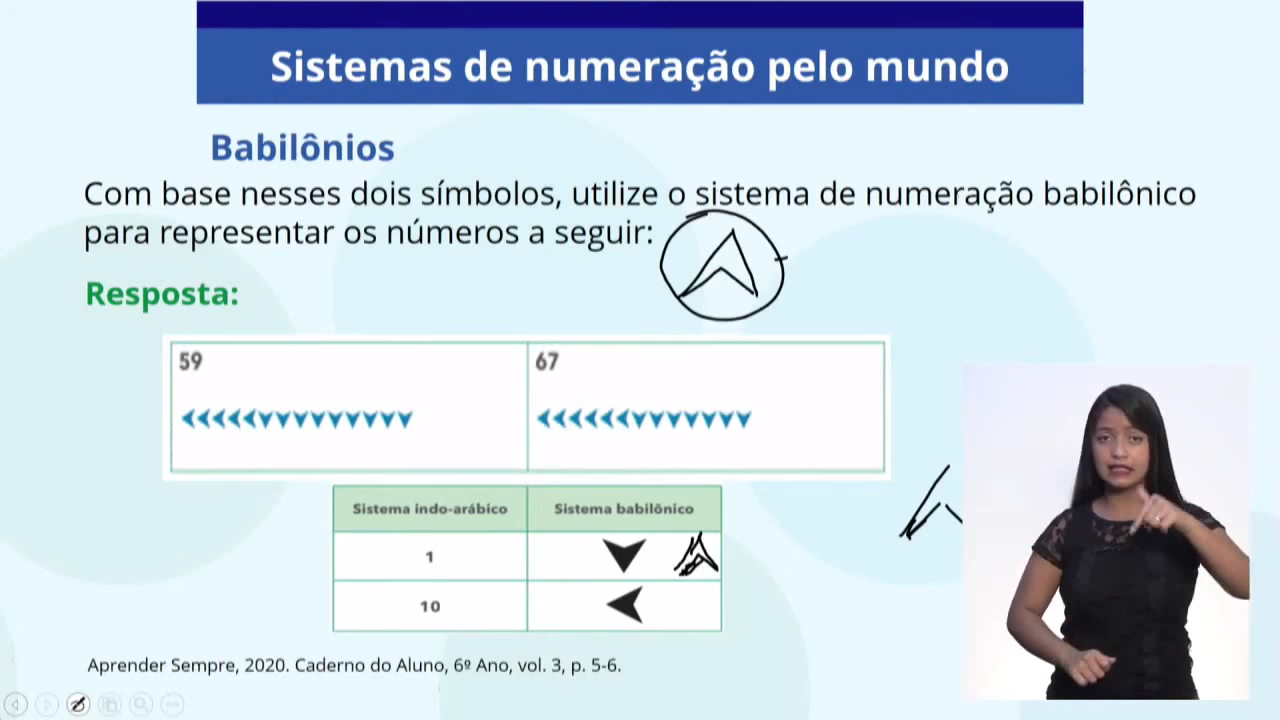 Sistemas de numeração pelo mundo
Babilônios
Com base nesses dois símbolos, utilize o sistema de numeração babilônico
para representar os números a seguir:
Resposta:
59
67
Sistema indo-arábico
Sistema babilônico
1
10
Aprender Sempre, 2020. Caderno do Aluno, 6º Ano, vol. 3, p. 5-6.